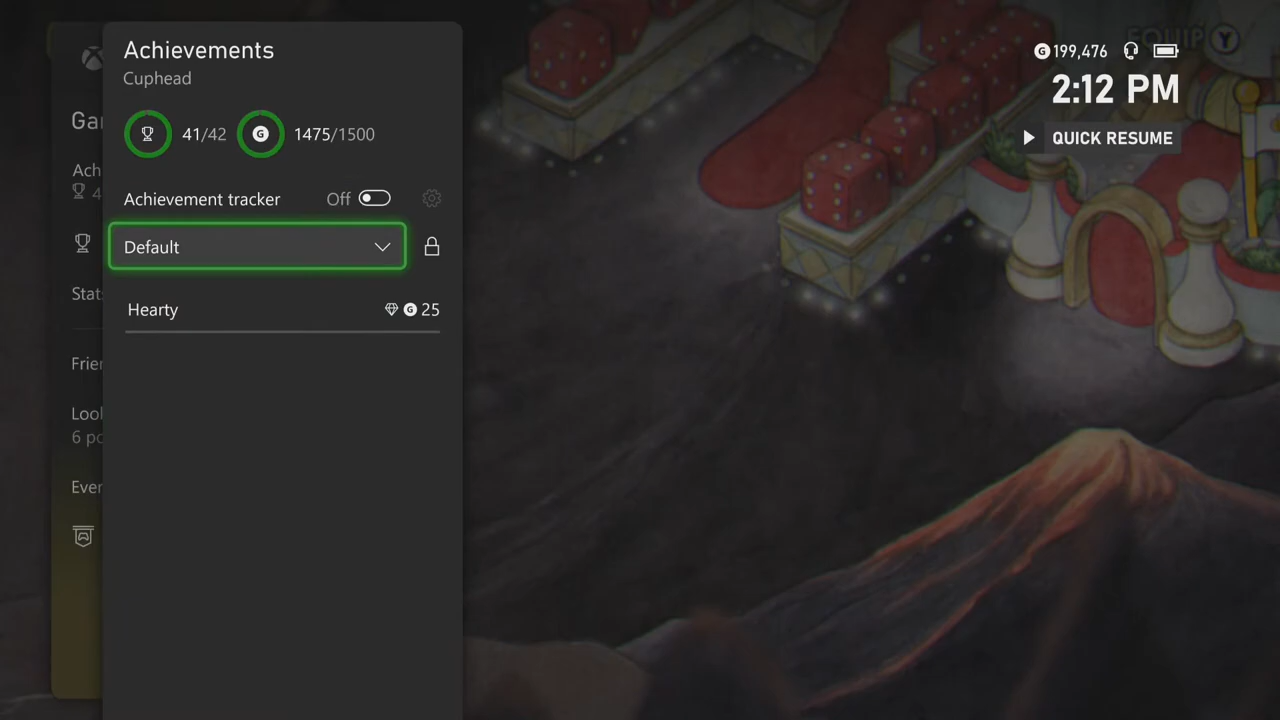 Achievements
Cuphead
41/42 1475/1500
Achievement tracker Off
Default
Hearty G 25
G 199,476
2:12 PM
QUICK RESUME
EQUIP Y